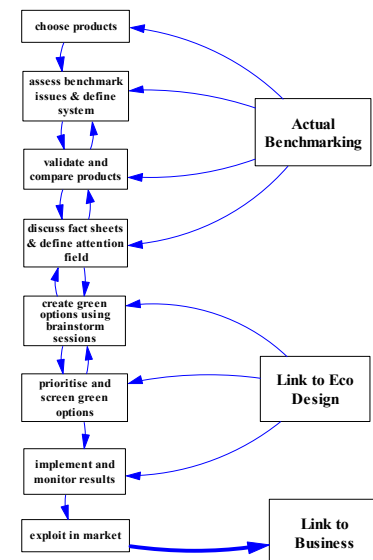 choose products
assess benchmark
issues & define
system
Actual
Benchmarking
validate and
compare products
discuss fact sheets
& define attention
field
create green
options using
brainstorm
sessions
prioritise and
screen green
options
Link to Eco
Design
implement and
monitor results
exploit in market
Link to
Business